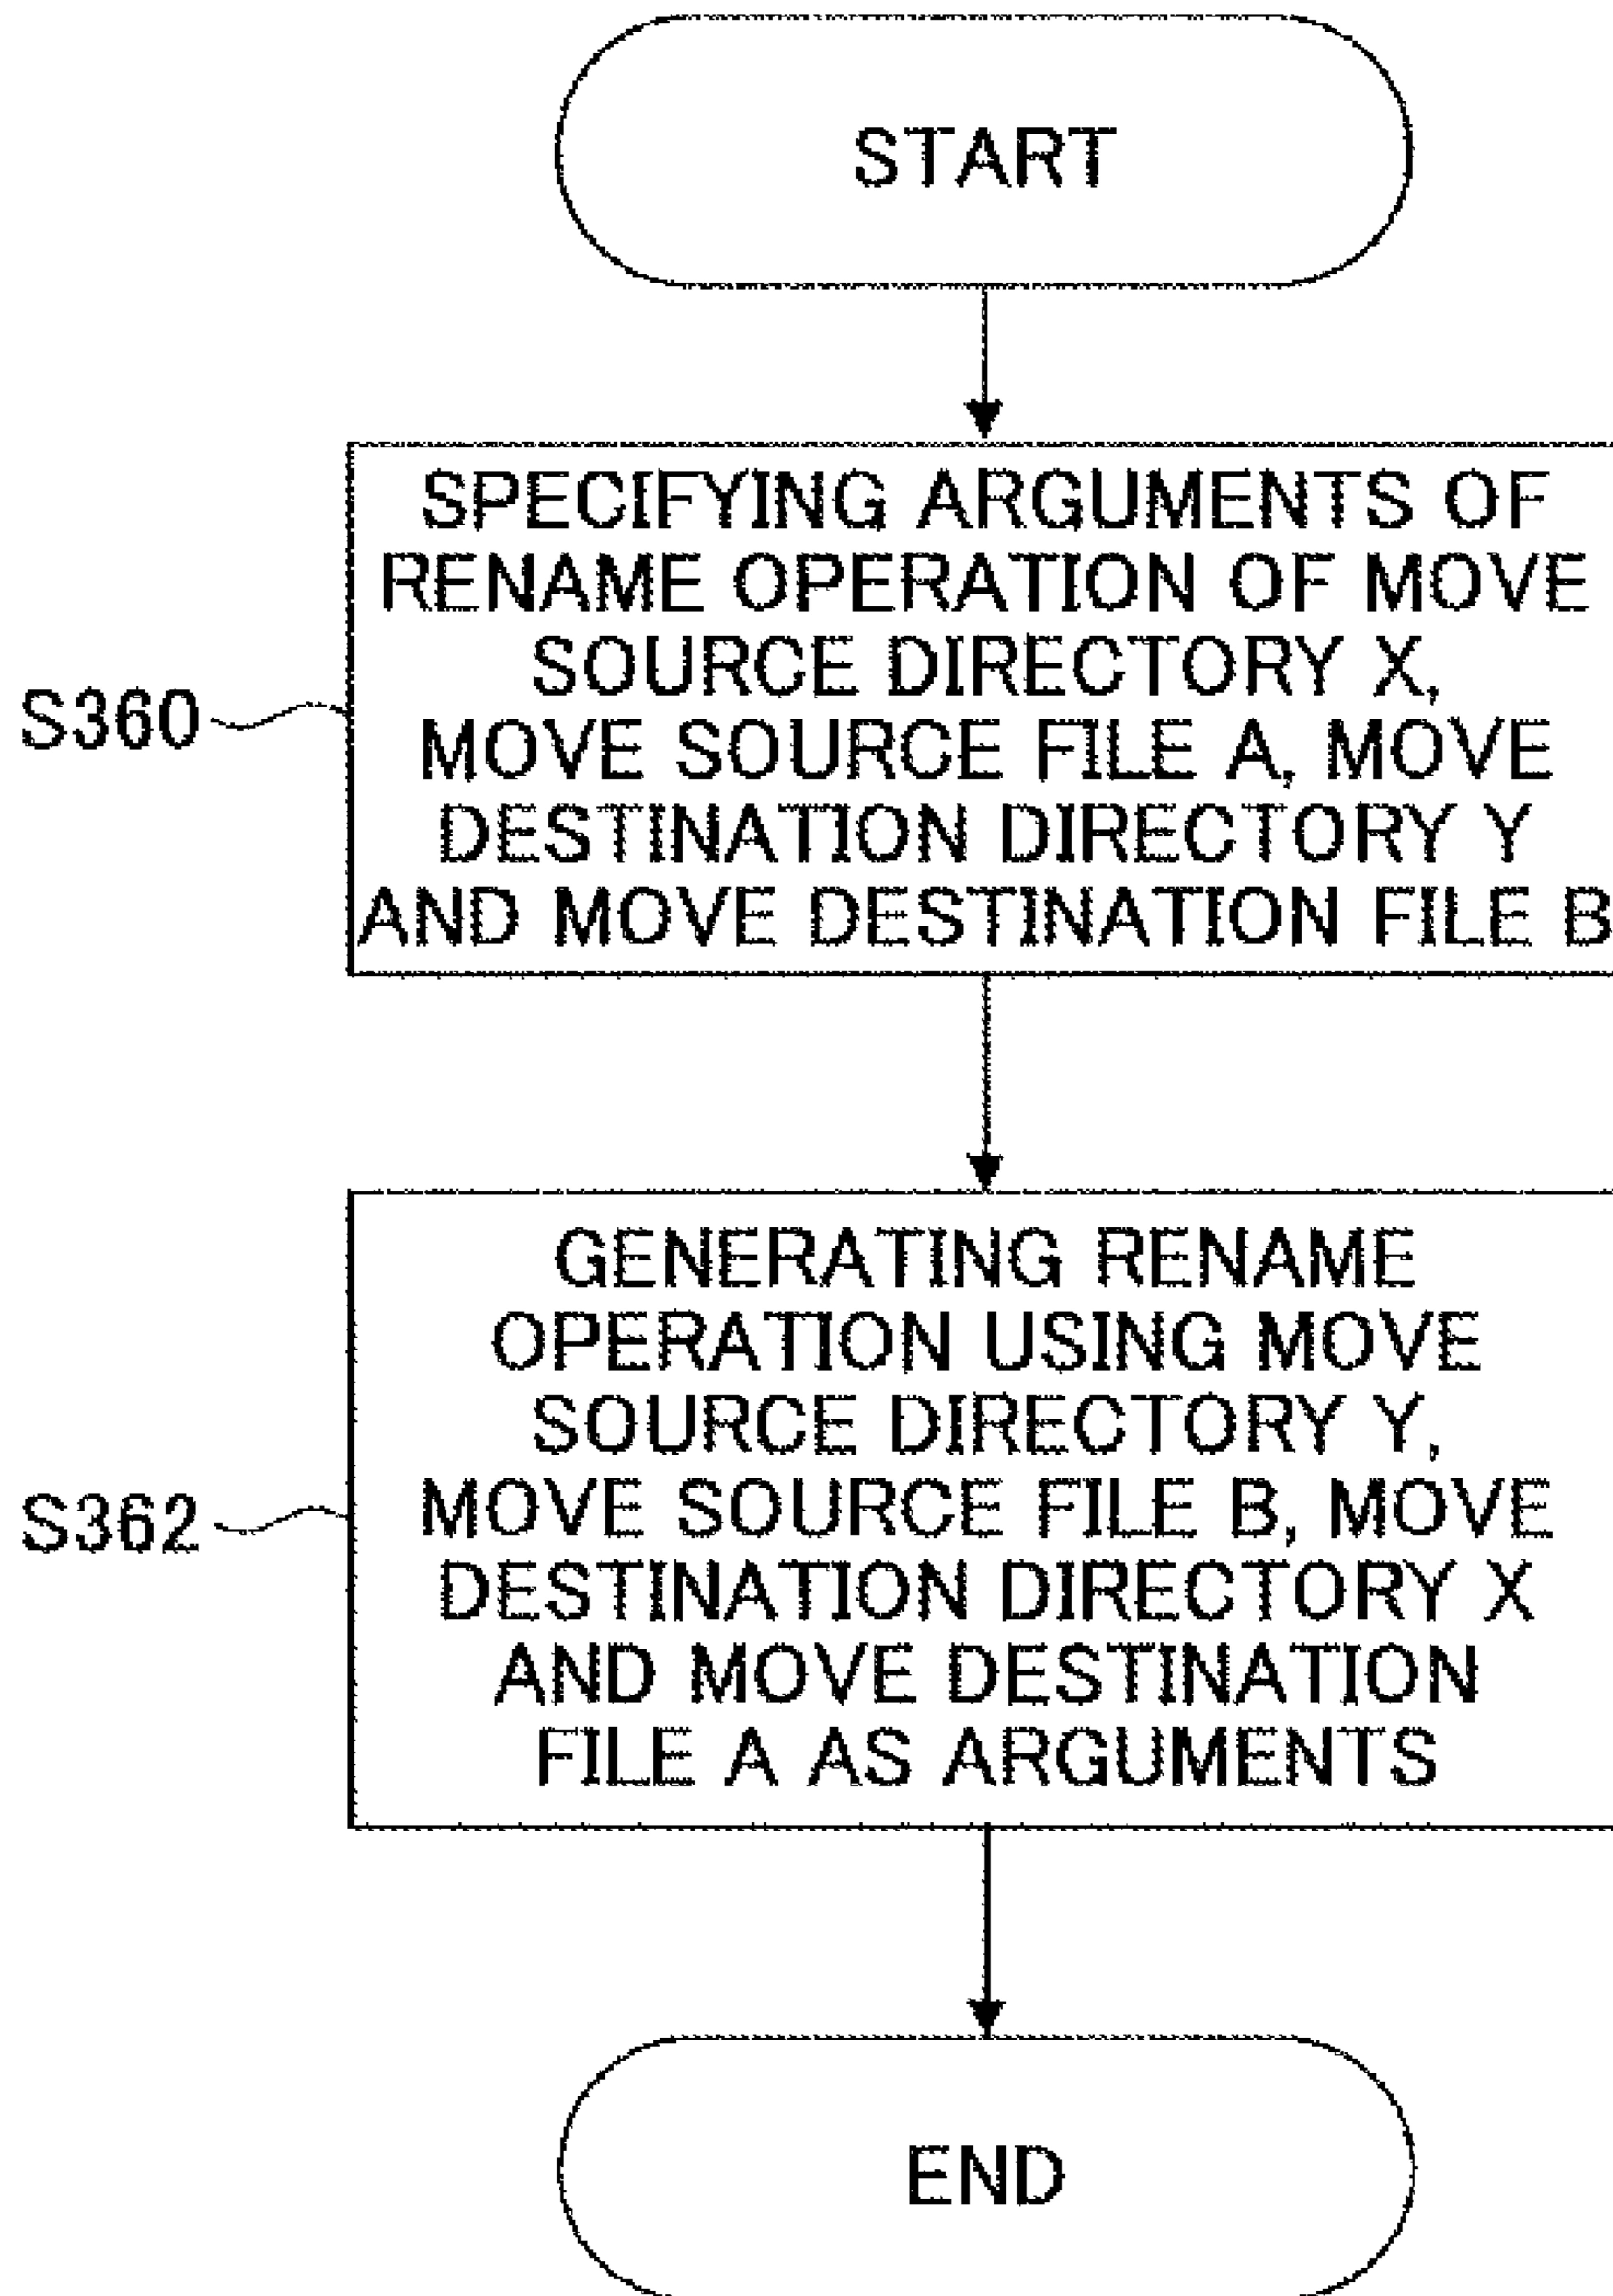 START
SPECIFYING ARGUMENTS OF
RENAME OPERATION OF MOVE
SOURCE DIRECTORY X,
S360
MOVE SOURCE FILE A, MOVE
DESTINATION DIRECTORY Y
AND MOVE DESTINATION FILE B
GENERATING RENAME
OPERATION USING MOVE
SOURCE DIRECTORY Y,
S362
MOVE SOURCE FILE B, MOVE
DESTINATION DIRECTORY X
AND MOVE DESTINATION
FILE A AS ARGUMENTS
END